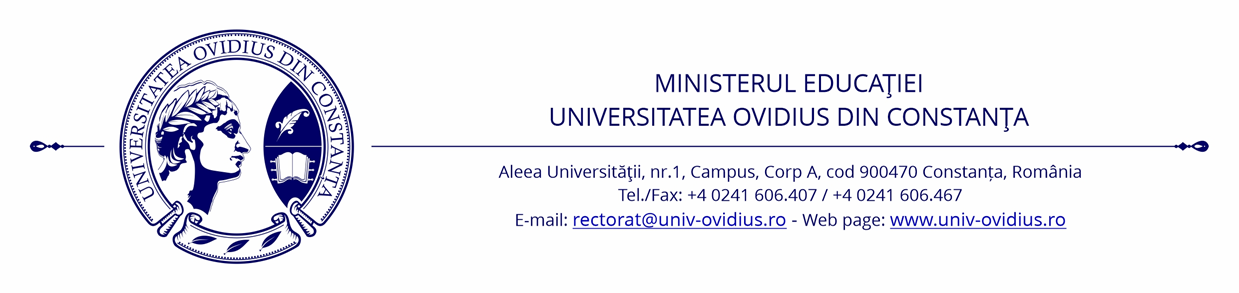 UNIVERSITATEA OVIDIUS DIN CONSTANŢA
MINISTERUL EDUCAŢIEI
UNIVERSITATEA OVIDIUS DIN CONSTANŢA
Aleea Universităţii, nr.1, Campus, Corp A, cod 900470 Constanța, România
Tel./Fax: +4 0241 606.407 / +4 0241 606.467
E-mail: rectorat@univ-ovidius.ro - Web page: www.univ-ovidius.ro